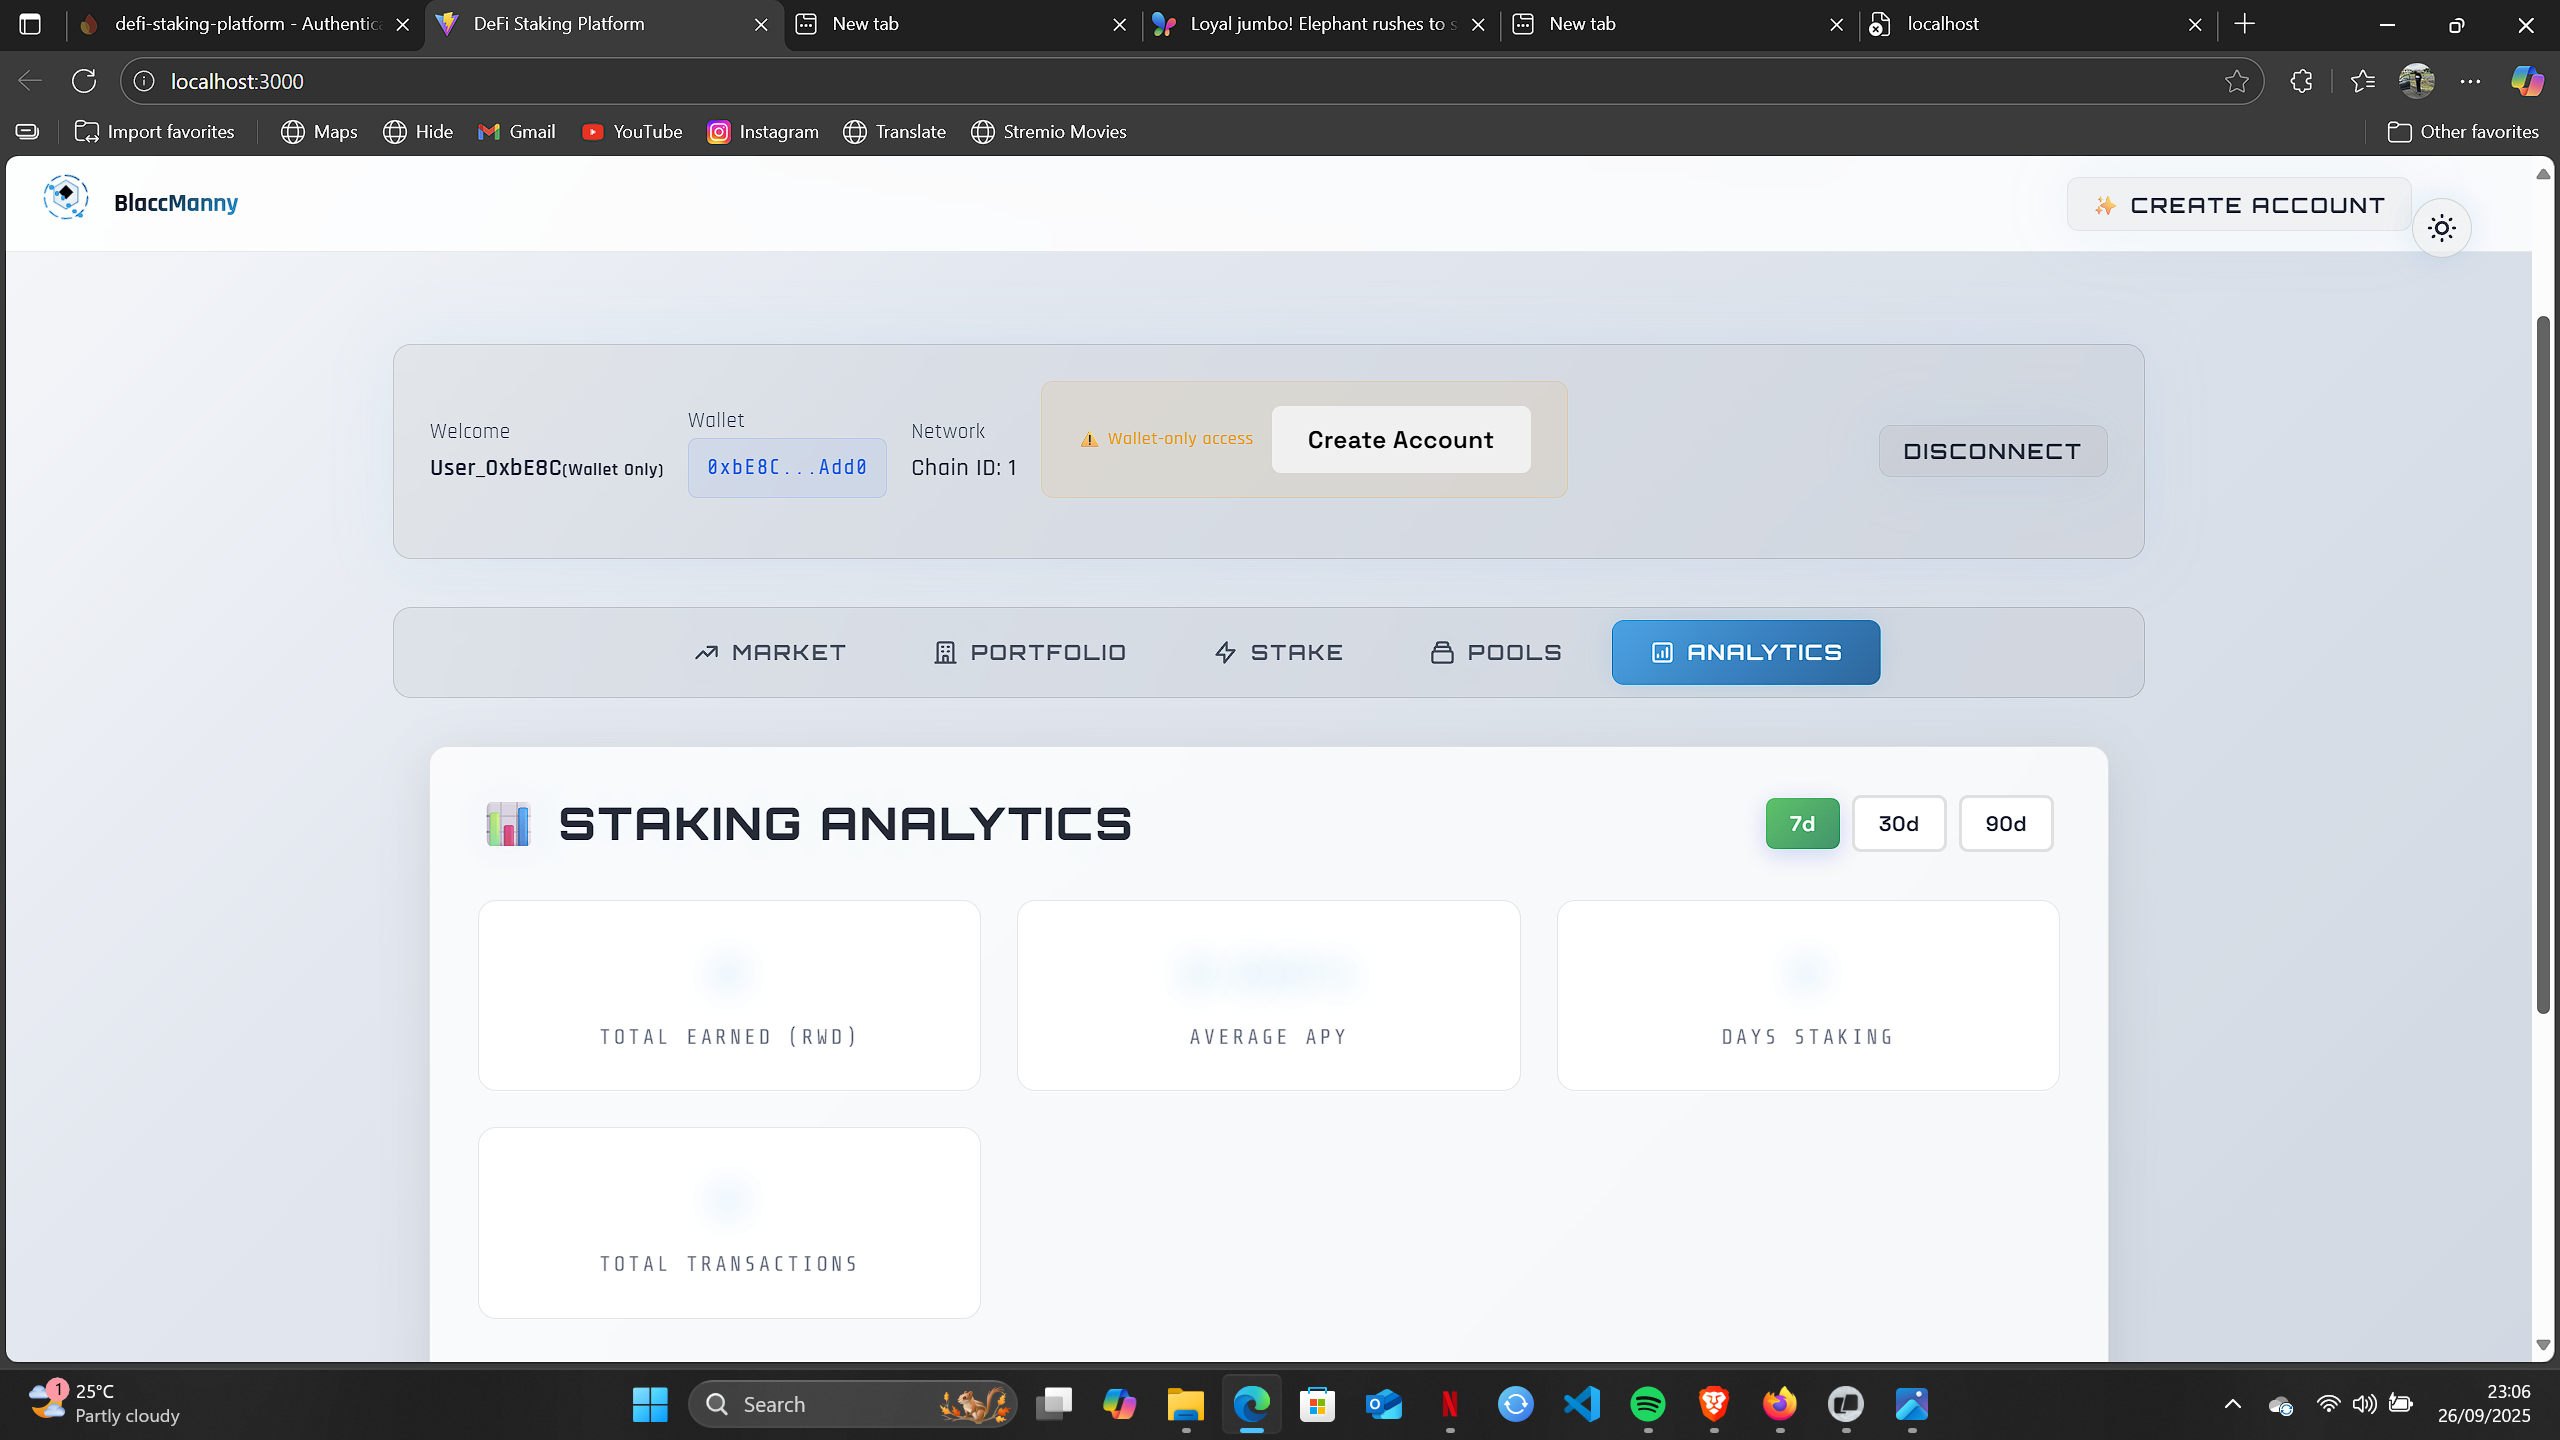 defi-staking-platform - Authentic
DeFi Staking Platform
New tab
Loyal jumbo! Elephant rushes to s
New tab
localhost
localhost:3000
Import favorites
Maps
Hide
Gmail
YouTube
Instagram
Translate
Stremio Movies
Other favorites
BlaccManny
CREATE ACCOUNT
Welcome
User_0xbE8C(Wallet Only)
Wallet
0xbE8C...Add0
Network
Chain ID: 1
Wallet-only access
Create Account
DISCONNECT
MARKET
PORTFOLIO
STAKE
POOLS
ANALYTICS
STAKING ANALYTICS
7d
30d
90d
TOTAL EARNED (RWD)
AVERAGE APY
DAYS STAKING
TOTAL TRANSACTIONS
1
25°C
Partly cloudy
Search
23:06
26/09/2025